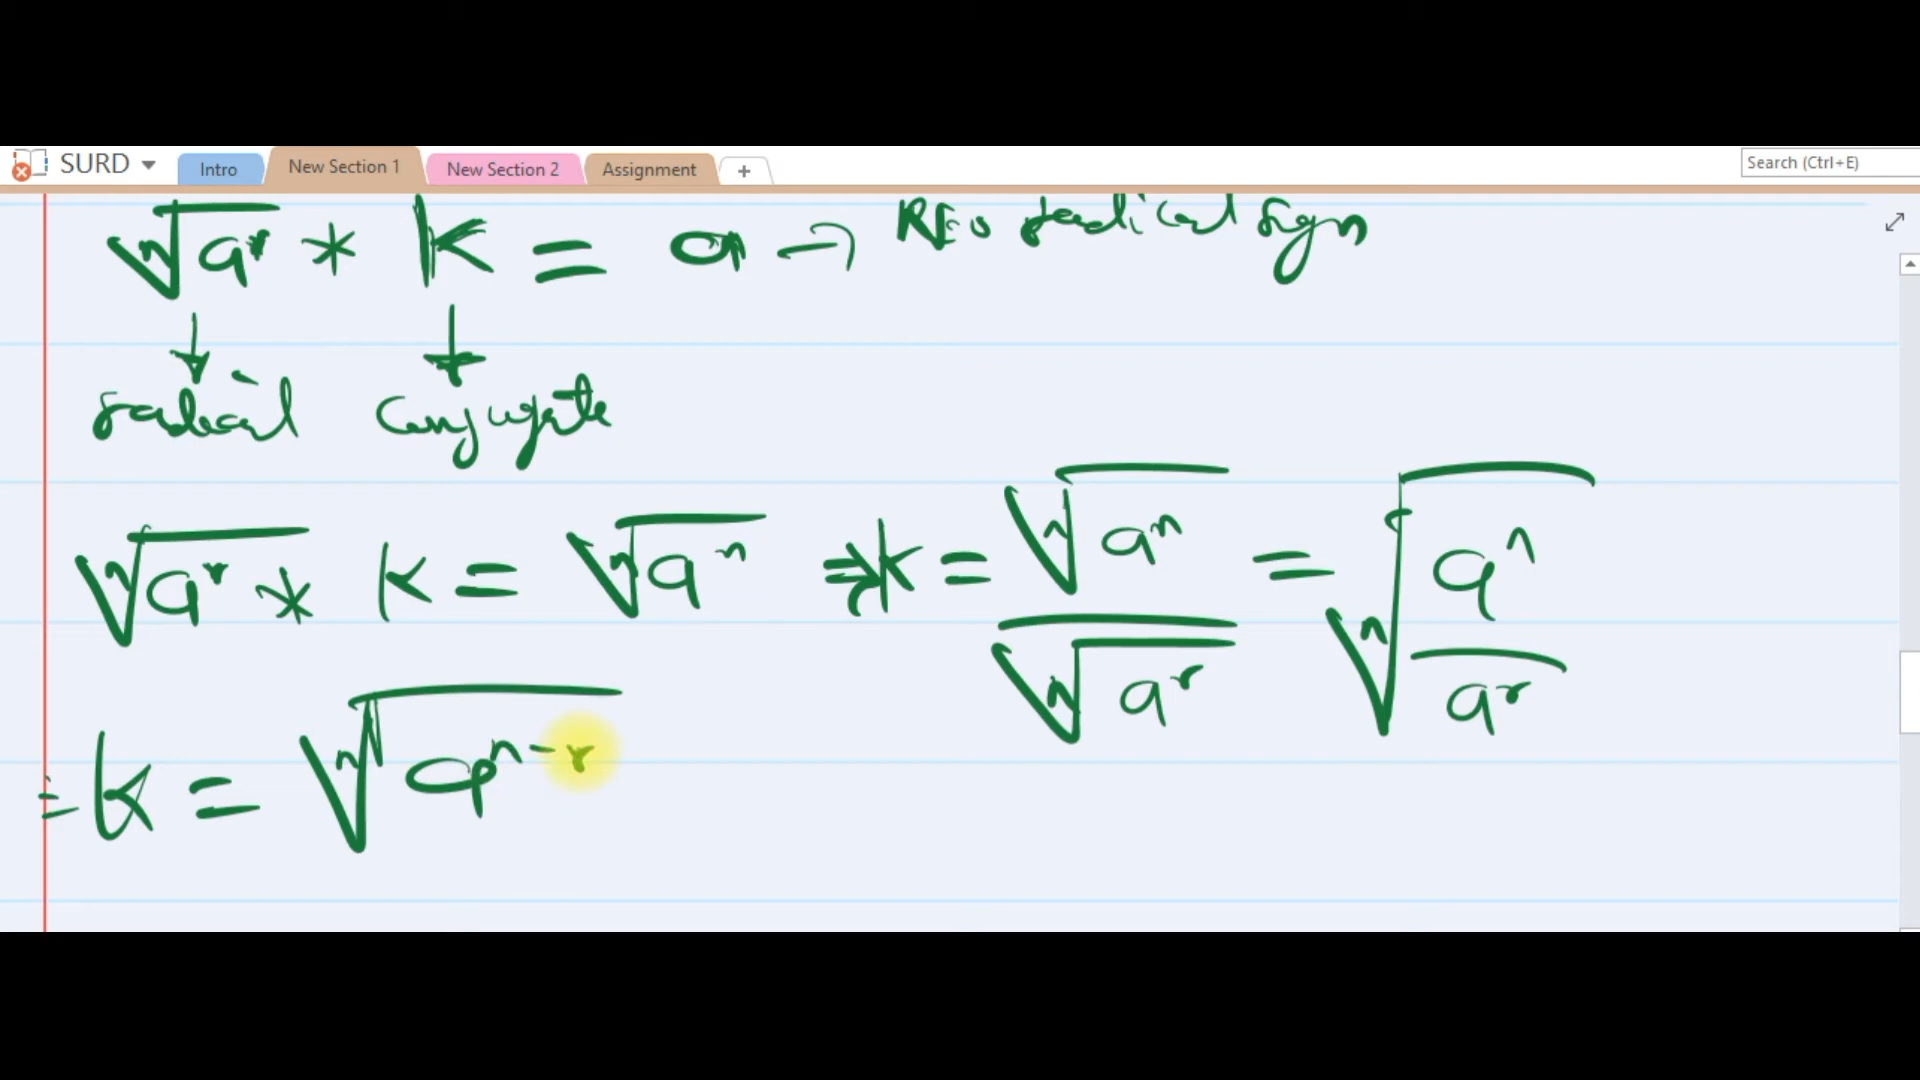 SURD Intro New Section 1 New Section 2 Assignment + Search (Ctrl+E)
ⁿ√aʳ * k = a → radical sign
radical conjugate
ⁿ√aʳ * k = ⁿ√aⁿ ⇒ k = ⁿ√aⁿ / ⁿ√aʳ = ⁿ√(aⁿ / aʳ)
= k = ⁿ√aⁿ⁻ʳ